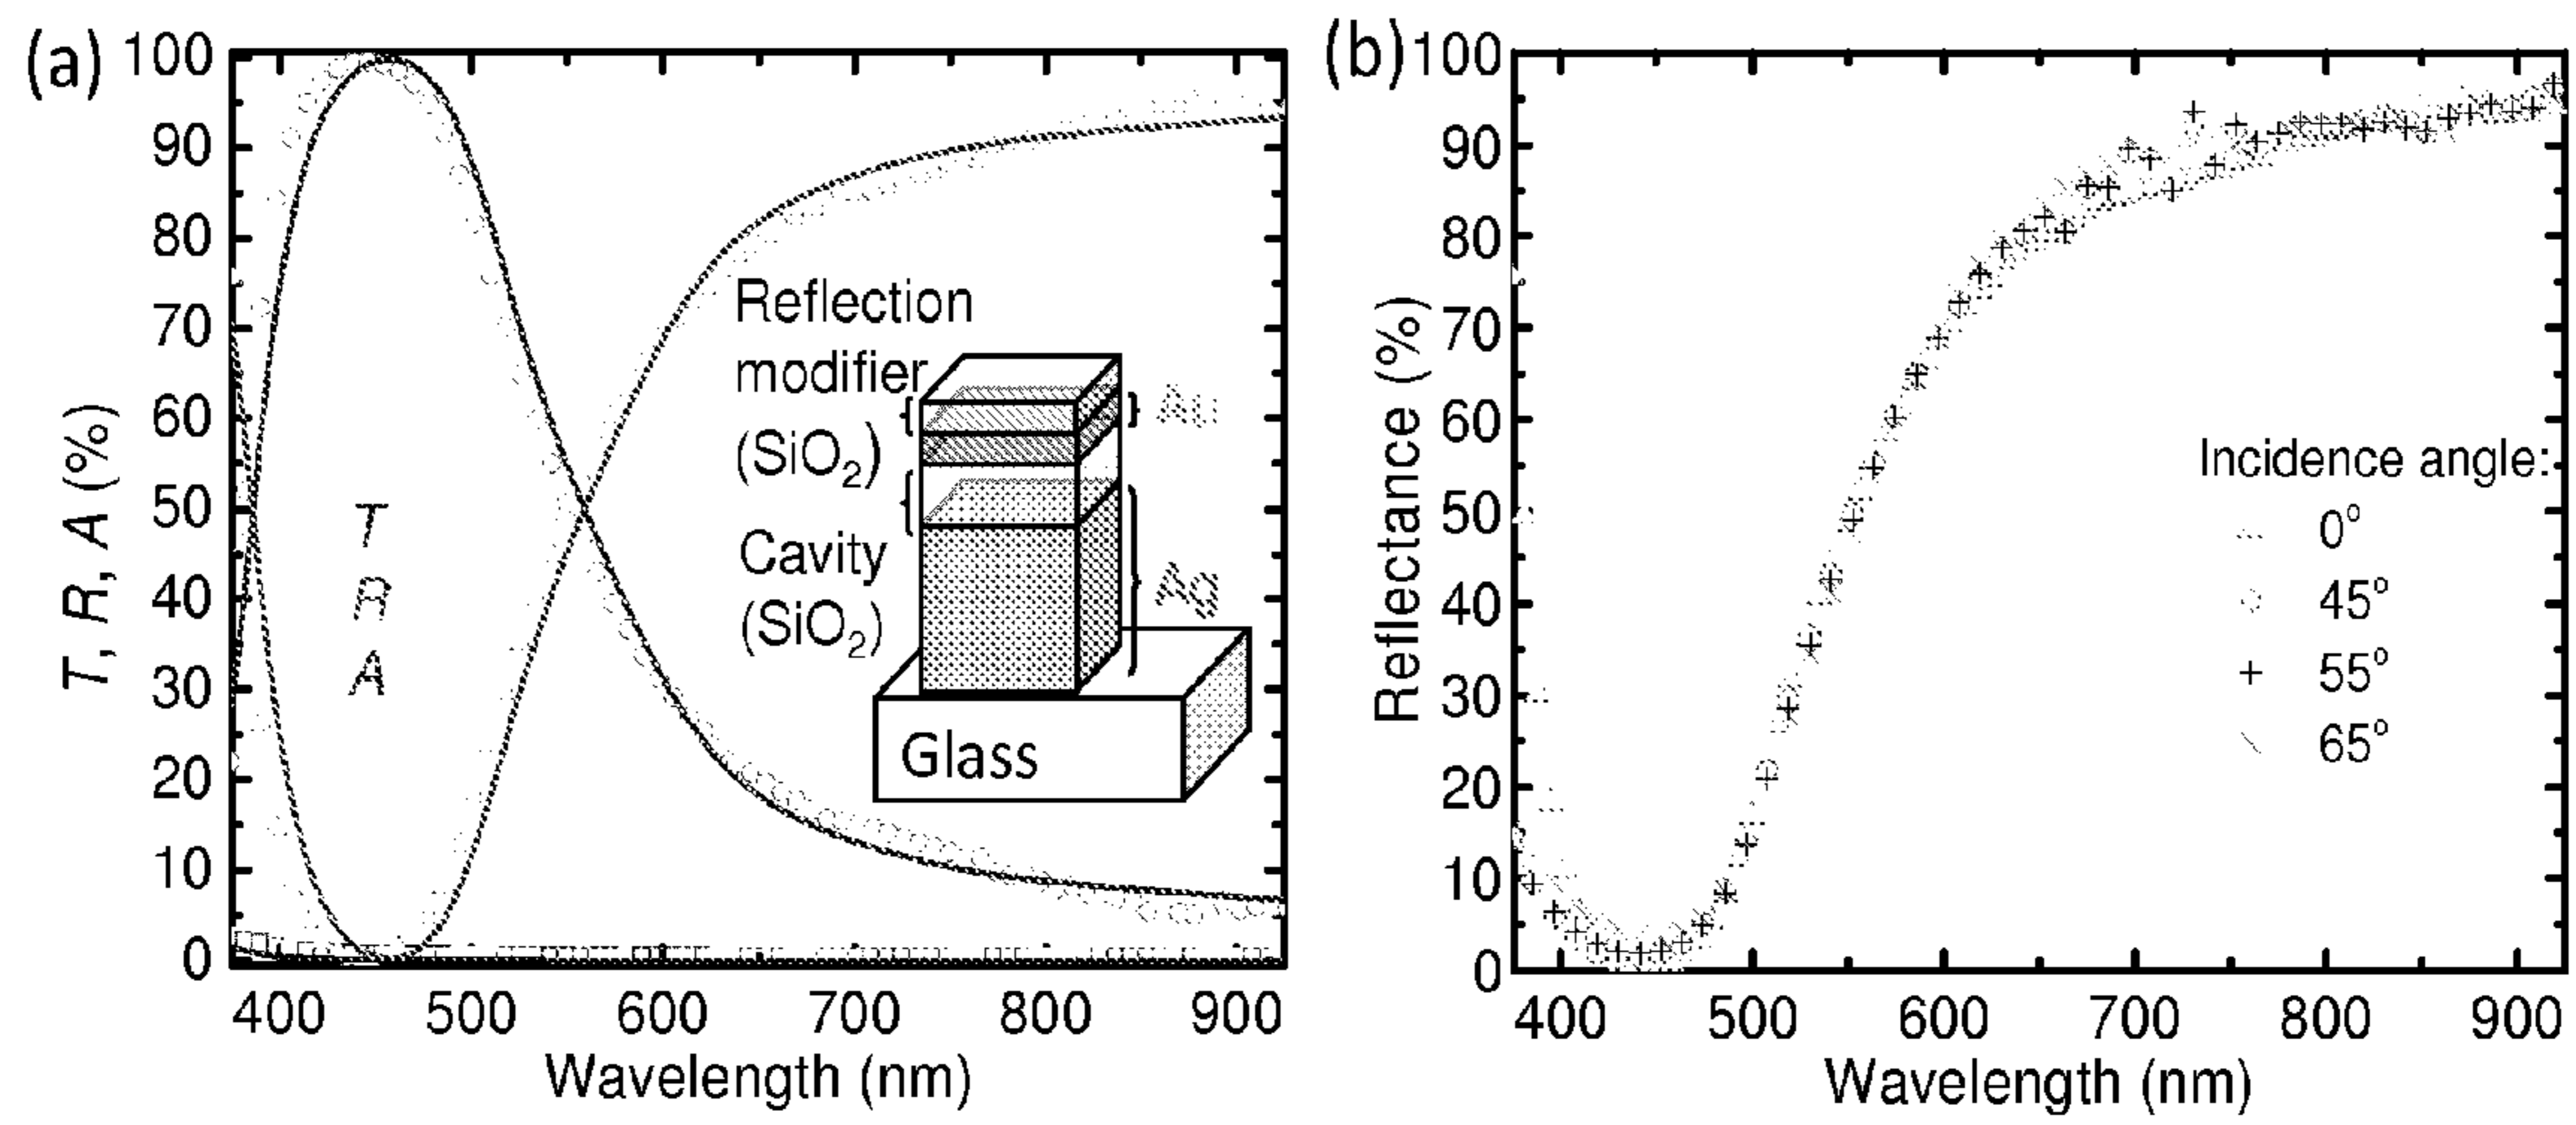 (a)
100
90
80
70
60
50
40
30
20
10
0
T, R, A (%)
T
R
A
Reflection
modifier
(SiO₂)
Cavity
(SiO₂)
Au
Ag
Glass
400 500 600 700 800 900
Wavelength (nm)
(b)
100
90
80
70
60
50
40
30
20
10
0
Reflectance (%)
Incidence angle:
0°
45°
55°
65°
400 500 600 700 800 900
Wavelength (nm)